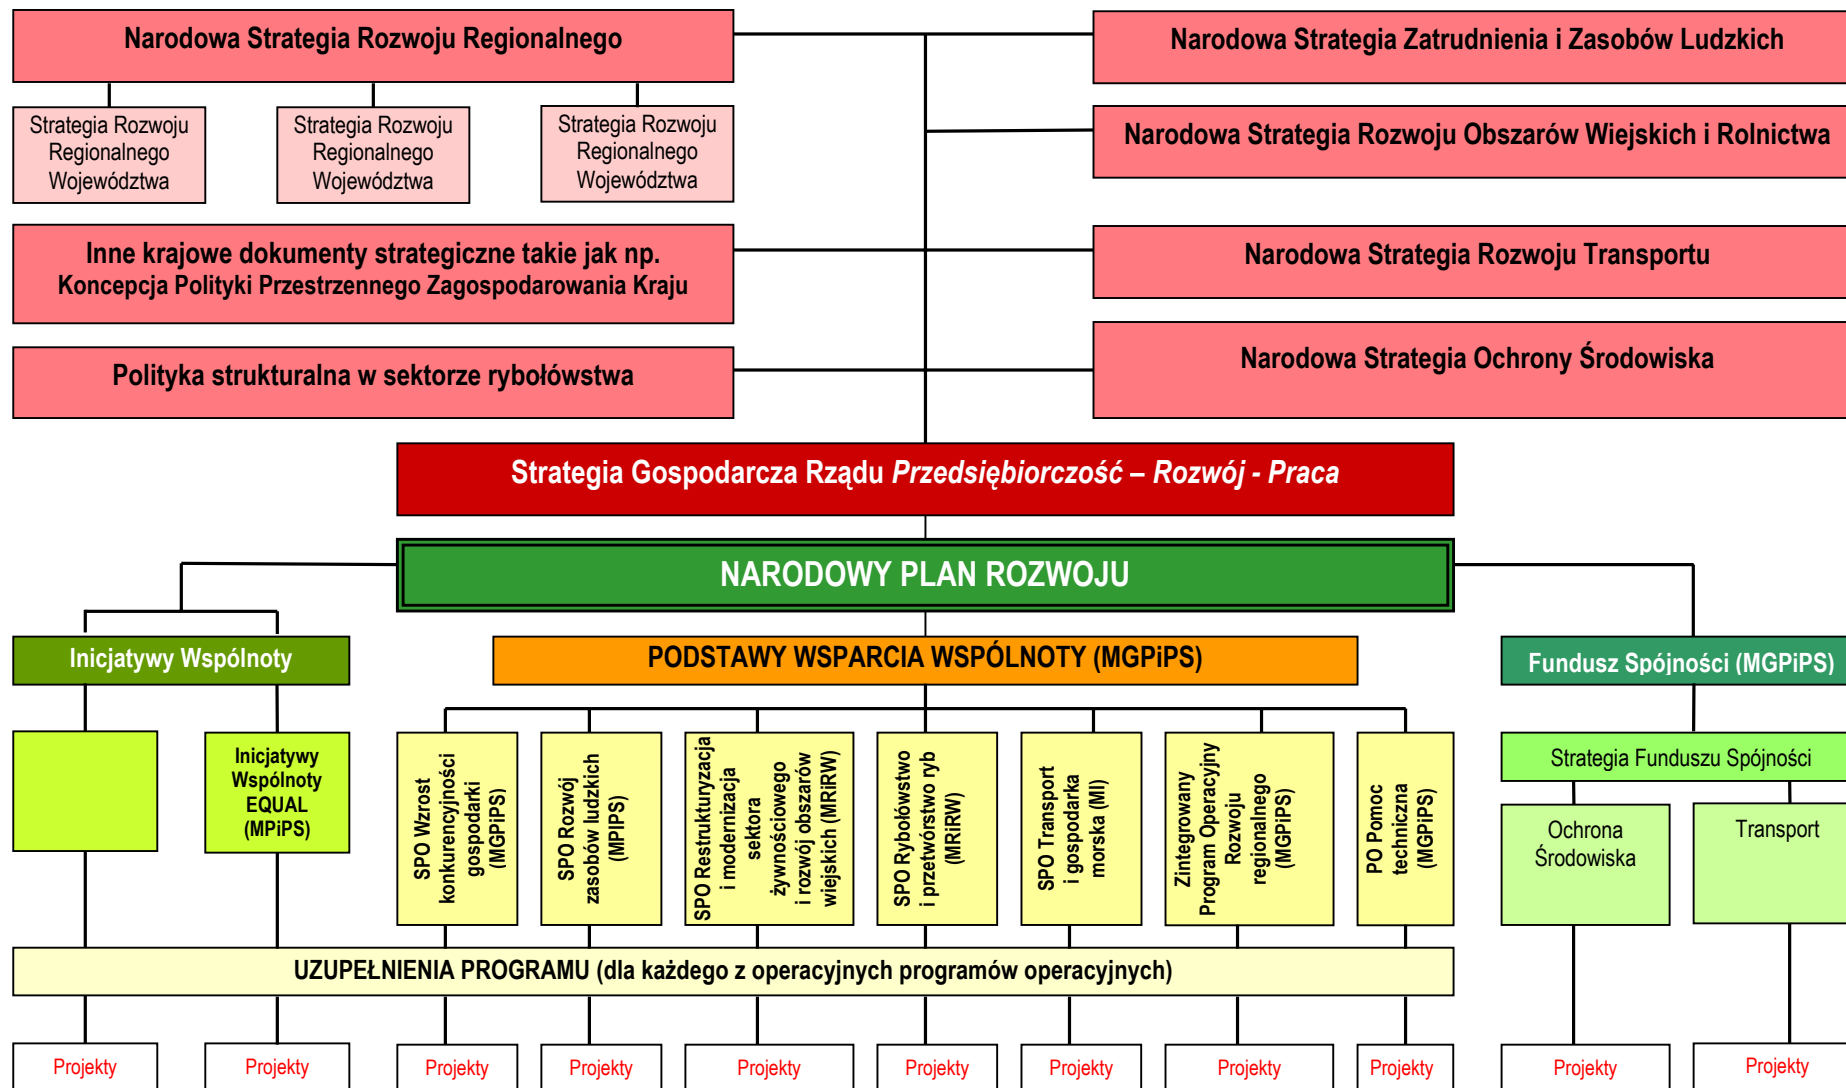 Narodowa Strategia Rozwoju Regionalnego
Narodowa Strategia Zatrudnienia i Zasobów Ludzkich
Strategia Rozwoju
Regionalnego
Województwa
Strategia Rozwoju
Regionalnego
Województwa
Strategia Rozwoju
Regionalnego
Województwa
Narodowa Strategia Rozwoju Obszarów Wiejskich i Rolnictwa
Inne krajowe dokumenty strategiczne takie jak np.
Koncepcja Polityki Przestrzennego Zagospodarowania Kraju
Narodowa Strategia Rozwoju Transportu
Polityka strukturalna w sektorze rybołówstwa
Narodowa Strategia Ochrony Środowiska
Strategia Gospodarcza Rządu Przedsiębiorczość – Rozwój - Praca
NARODOWY PLAN ROZWOJU
Inicjatywy Wspólnoty
PODSTAWY WSPARCIA WSPÓLNOTY (MGPiPS)
Fundusz Spójności (MGPiPS)
Inicjatywy
Wspólnoty
EQUAL
(MPiPS)
SPO Wzrost
konkurencyjności
gospodarki
(MGPiPS)
SPO Rozwój
zasobów ludzkich
(MPIPS)
SPO Restrukturyzacja
i modernizacja
sektora
żywnościowego
i rozwój obszarów
wiejskich (MRiRW)
SPO Rybołówstwo
i przetwórstwo ryb
(MRiRW)
SPO Transport
i gospodarka
morska (MI)
Zintegrowany
Program Operacyjny
Rozwoju
regionalnego
(MGPiPS)
PO Pomoc
techniczna
(MGPiPS)
Strategia Funduszu Spójności
Ochrona
Środowiska
Transport
UZUPEŁNIENIA PROGRAMU (dla każdego z operacyjnych programów operacyjnych)
Projekty
Projekty
Projekty
Projekty
Projekty
Projekty
Projekty
Projekty
Projekty
Projekty
Projekty